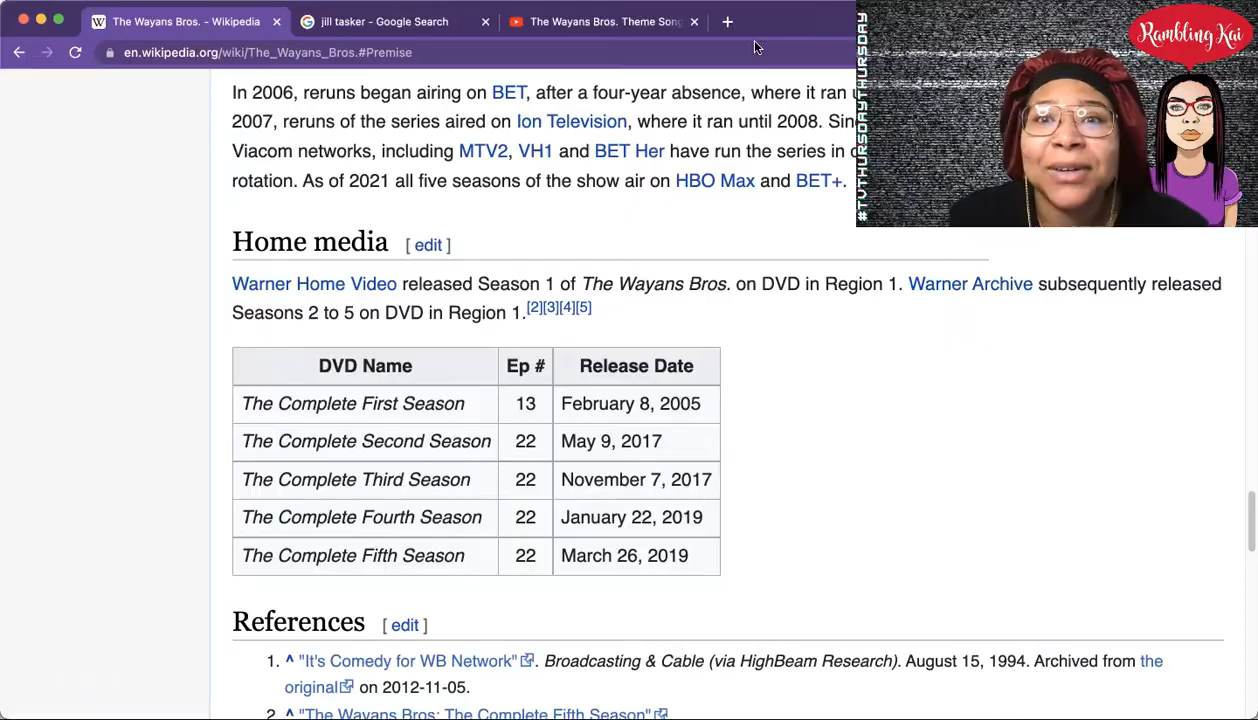 The Wayans Bros. - Wikipedia
jill tasker - Google Search
The Wayans Bros. Theme Song
en.wikipedia.org/wiki/The_Wayans_Bros.#Premise
Rambling Kai
#TVTHURSDAYTHURSDAY
In 2006, reruns began airing on BET, after a four-year absence, where it ran
2007, reruns of the series aired on Ion Television, where it ran until 2008.
Viacom networks, including MTV2, VH1 and BET Her have run the series in
rotation. As of 2021 all five seasons of the show air on HBO Max and BET+.
Home media [ edit ]
Warner Home Video released Season 1 of The Wayans Bros. on DVD in Region 1. Warner Archive subsequently released
Seasons 2 to 5 on DVD in Region 1.[2][3][4][5]
DVD Name Ep # Release Date
The Complete First Season 13 February 8, 2005
The Complete Second Season 22 May 9, 2017
The Complete Third Season 22 November 7, 2017
The Complete Fourth Season 22 January 22, 2019
The Complete Fifth Season 22 March 26, 2019
References [ edit ]
1. ^ "It's Comedy for WB Network". Broadcasting & Cable (via HighBeam Research). August 15, 1994. Archived from the
original on 2012-11-05.
2. ^ "The Wayans Bros: The Complete Fifth Season"